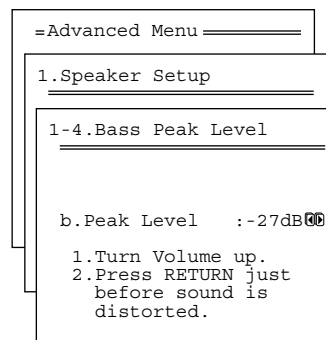 Advanced Menu
1.Speaker Setup
1-4.Bass Peak Level
b.Peak Level :-27dB
1.Turn Volume up.
2.Press RETURN just
before sound is
distorted.